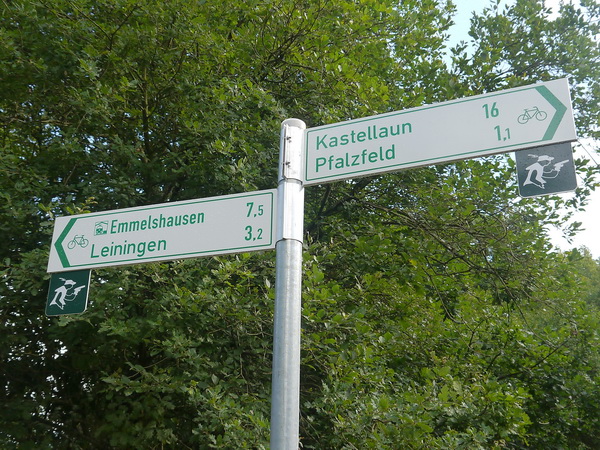 Emmelshausen 7,5
Leiningen 3,2
Kastellaun 16
Pfalzfeld 1,1